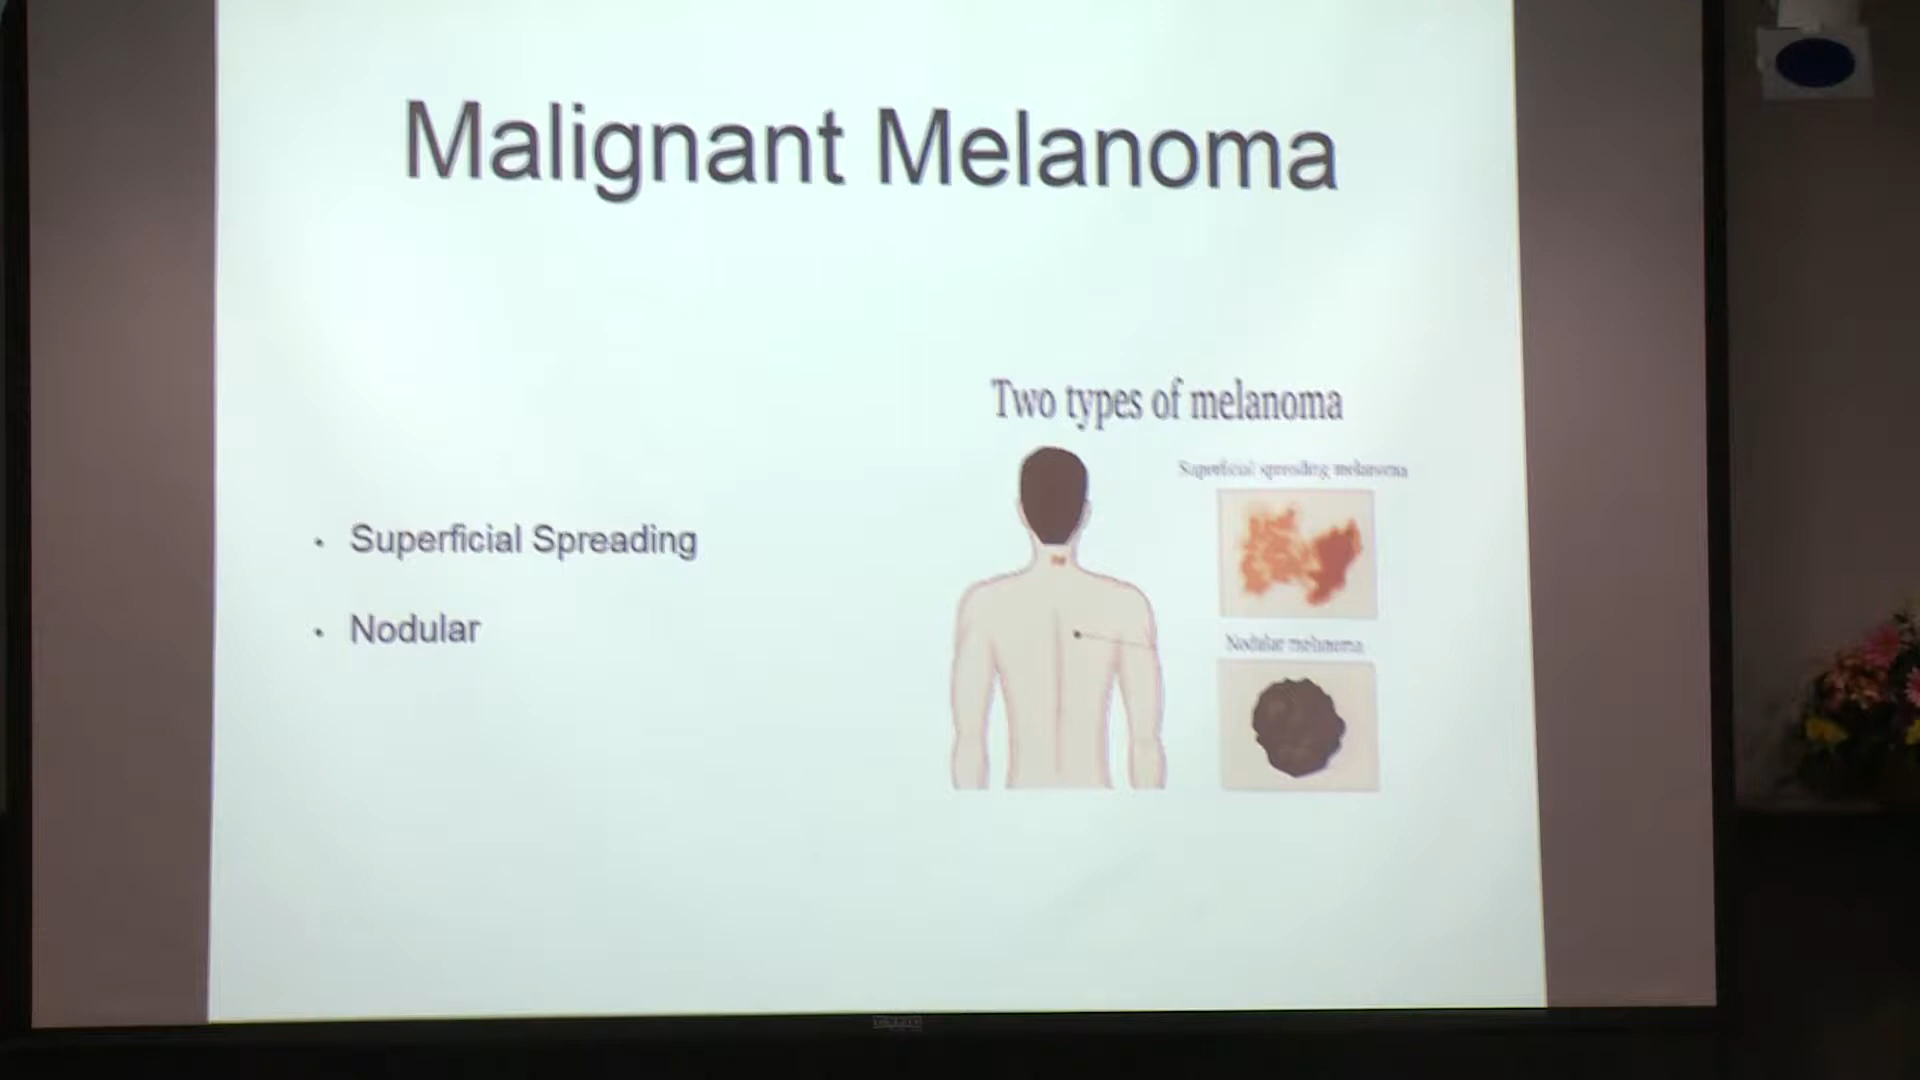 Malignant Melanoma
Two types of melanoma
Superficial spreading melanoma
• Superficial Spreading
Nodular melanoma
• Nodular